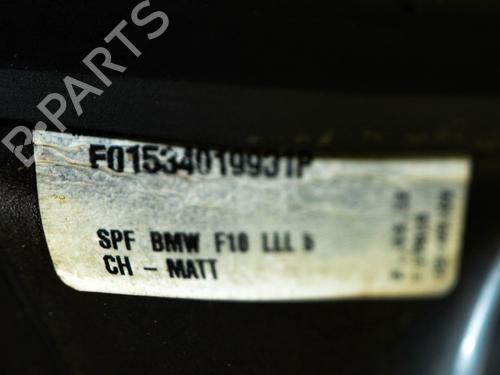 B-PARTS
F01534019931P
SPF BMW F10 LLL b
CH - MATT